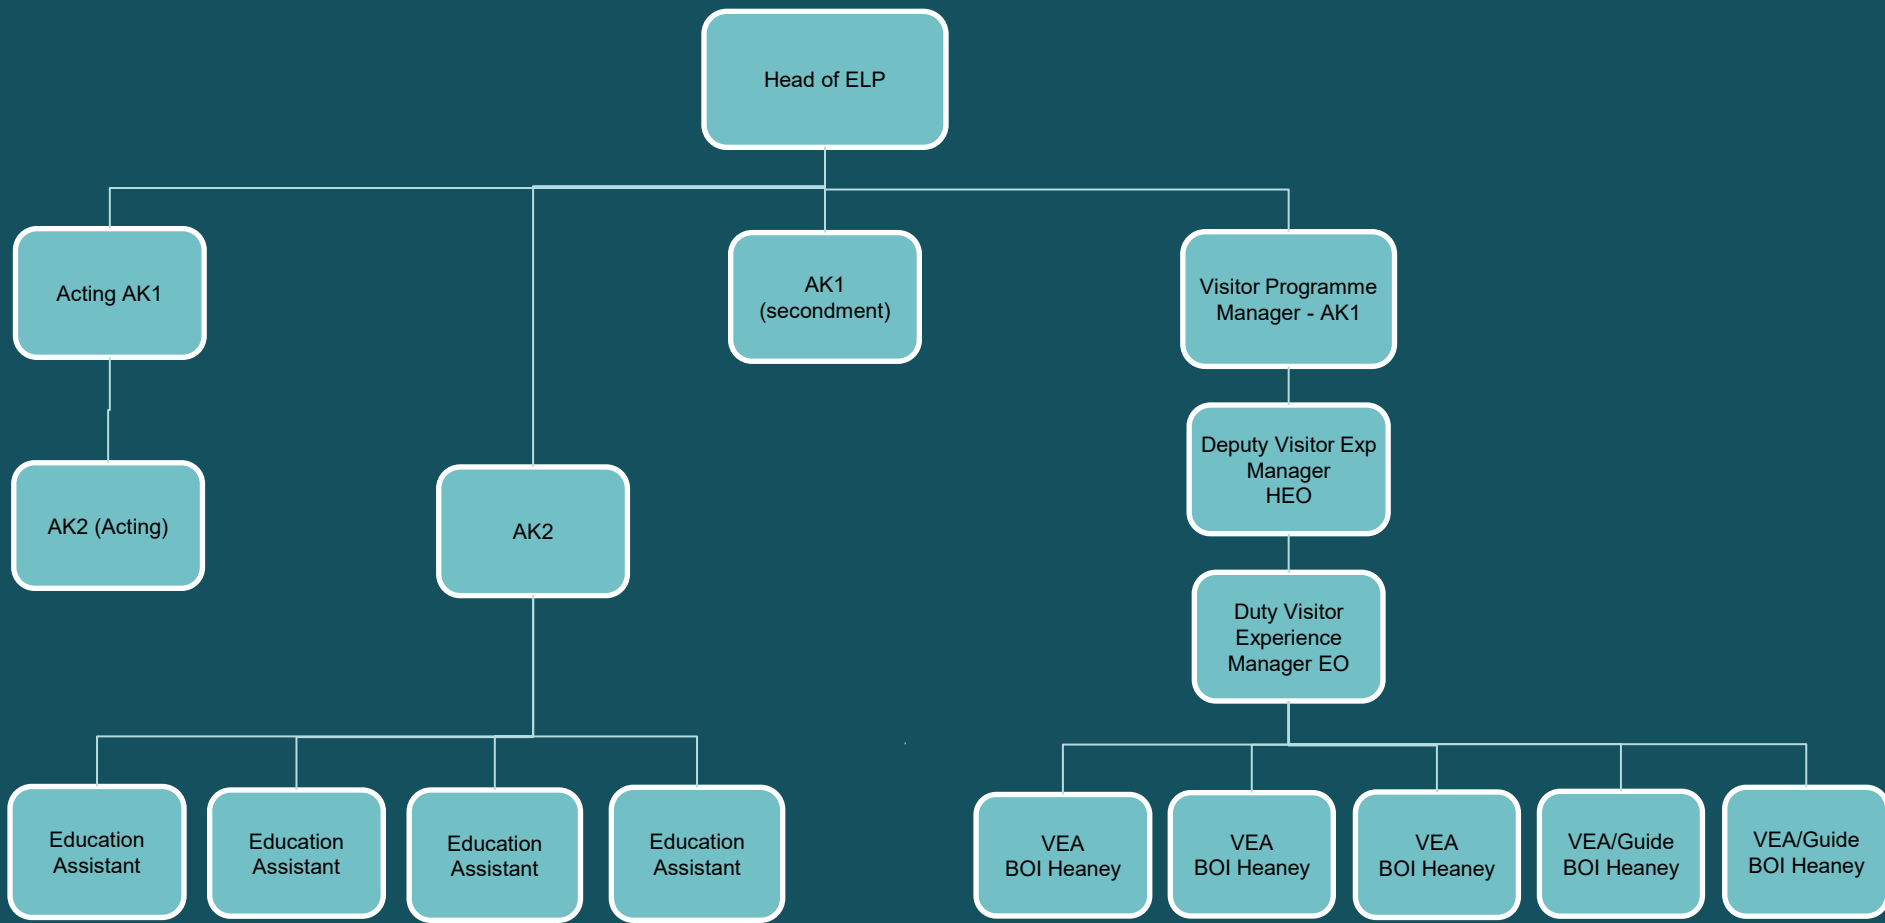 Head of ELP
Acting AK1
AK1
(secondment)
Visitor Programme
Manager - AK1
Deputy Visitor Exp
Manager
HEO
AK2 (Acting)
AK2
Duty Visitor
Experience
Manager EO
Education
Assistant
Education
Assistant
Education
Assistant
Education
Assistant
VEA
BOI Heaney
VEA
BOI Heaney
VEA
BOI Heaney
VEA/Guide
BOI Heaney
VEA/Guide
BOI Heaney